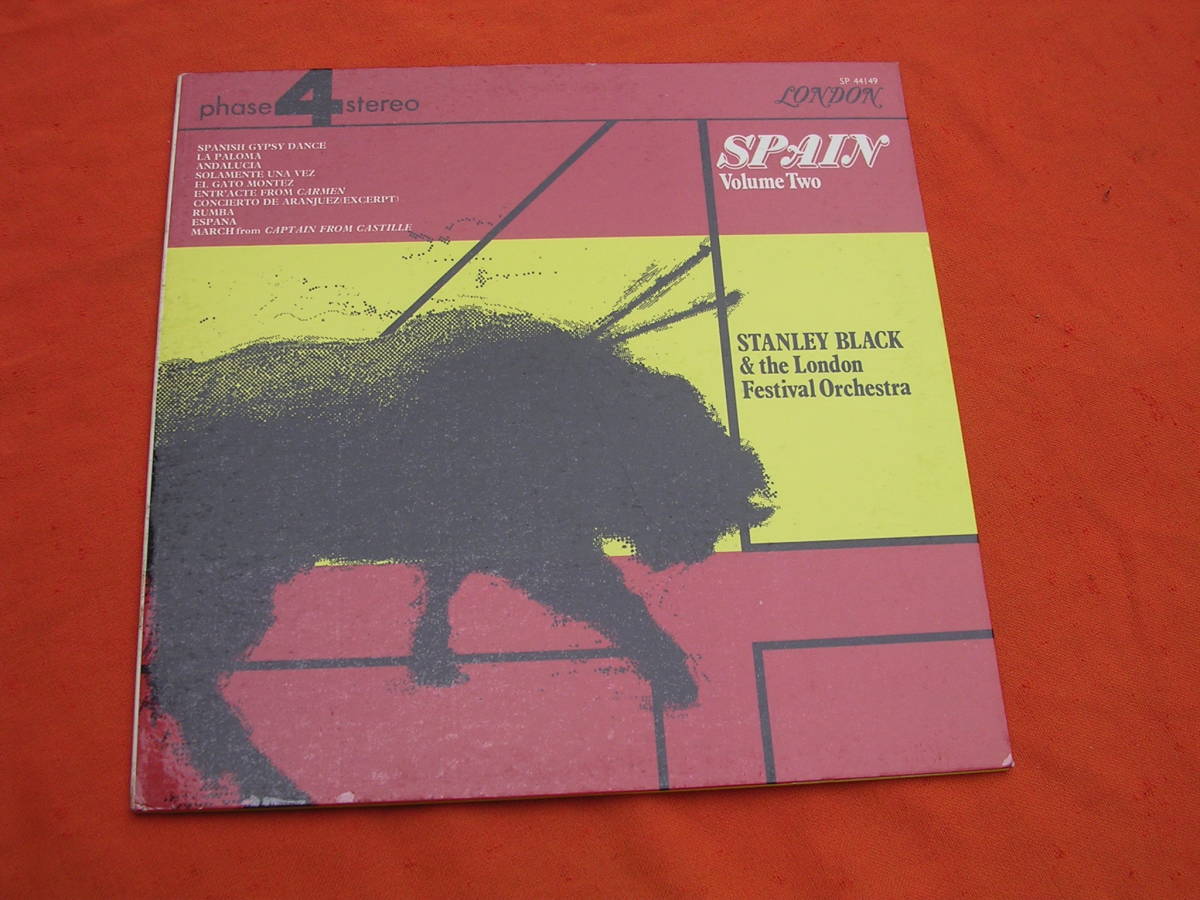 phase 4 stereo
SP 44149
LONDON
SPANISH GYPSY DANCE
LA PALOMA
ANDALUCIA
SOLAMENTE UNA VEZ
EL GATO MONTEZ
ENTR'ACTE FROM CARMEN
CONCIERTO DE ARANJUEZ(EXCERPT)
RUMBA
ESPANA
MARCH from CAPTAIN FROM CASTILLE
SPAIN
Volume Two
STANLEY BLACK
& the London
Festival Orchestra